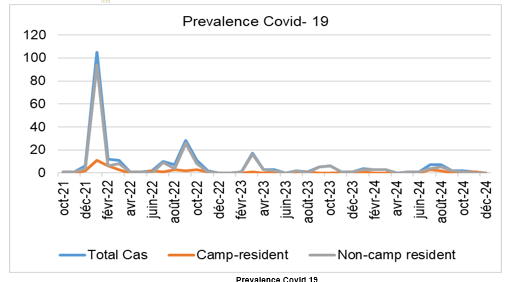 Prevalence Covid- 19
120
100
80
60
40
20
0
oct-21
déc-21
févr-22
avr-22
juin-22
août-22
oct-22
déc-22
févr-23
avr-23
juin-23
août-23
oct-23
déc-23
févr-24
avr-24
juin-24
août-24
oct-24
déc-24
Total Cas
Camp-resident
Non-camp resident
Prevalence Covid 19